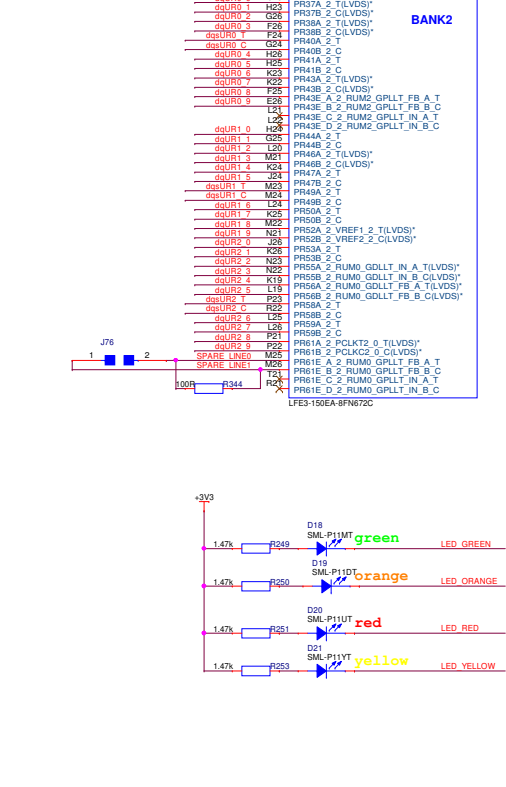 PR37A_2_T(LVDS)*
dqUR0_1 H23 PR37B_2_C(LVDS)*
dqUR0_2 G26 PR38A_2_T(LVDS)*
dqUR0_3 F26 PR38B_2_C(LVDS)*
dqsUR0_T F24 PR40A_2_T
dqsUR0_C G24 PR40B_2_C
dqUR0_4 H26 PR41A_2_T
dqUR0_5 H25 PR41B_2_C
dqUR0_6 K23 PR43A_2_T(LVDS)*
dqUR0_7 K22 PR43B_2_C(LVDS)*
dqUR0_8 F25 PR43E_A_2_RUM2_GPLLT_FB_A_T
dqUR0_9 E26 PR43E_B_2_RUM2_GPLLT_FB_B_C
L21 PR43E_C_2_RUM2_GPLLT_IN_A_T
L22 PR43E_D_2_RUM2_GPLLT_IN_B_C
dqUR1_0 H24 PR44A_2_T
dqUR1_1 G25 PR44B_2_C
dqUR1_2 L20 PR46A_2_T(LVDS)*
dqUR1_3 M21 PR46B_2_C(LVDS)*
dqUR1_4 K24 PR47A_2_T
dqUR1_5 J24 PR47B_2_C
dqsUR1_T M23 PR49A_2_T
dqsUR1_C M24 PR49B_2_C
dqUR1_6 L24 PR50A_2_T
dqUR1_7 K25 PR50B_2_C
dqUR1_8 M22 PR52A_2_VREF1_2_T(LVDS)*
dqUR1_9 N21 PR52B_2_VREF2_2_C(LVDS)*
dqUR2_0 J26 PR53A_2_T
dqUR2_1 K26 PR53B_2_C
dqUR2_2 N23 PR55A_2_RUM0_GDLLT_IN_A_T(LVDS)*
dqUR2_3 N22 PR55B_2_RUM0_GDLLT_IN_B_C(LVDS)*
dqUR2_4 K19 PR56A_2_RUM0_GDLLT_FB_A_T(LVDS)*
dqUR2_5 L19 PR56B_2_RUM0_GDLLT_FB_B_C(LVDS)*
dqsUR2_T P23 PR58A_2_T
dqsUR2_C R22 PR58B_2_C
dqUR2_6 L25 PR59A_2_T
dqUR2_7 L26 PR59B_2_C
dqUR2_8 P21 PR61A_2_PCLKT2_0_T(LVDS)*
dqUR2_9 P22 PR61B_2_PCLKC2_0_C(LVDS)*
SPARE_LINE0 M25 PR61E_A_2_RUM0_GPLLT_FB_A_T
SPARE_LINE1 M26 PR61E_B_2_RUM0_GPLLT_FB_B_C
T21 PR61E_C_2_RUM0_GPLLT_IN_A_T
PR61E_D_2_RUM0_GPLLT_IN_B_C
BANK2
J76
1 2
100R R344
LFE3-150EA-8FN672C
+3V3
D18
SML-P11MT
green
1.47k R249 LED_GREEN
D19
SML-P11DT
orange
1.47k R250 LED_ORANGE
D20
SML-P11UT
red
1.47k R251 LED_RED
D21
SML-P11YT
yellow
1.47k R253 LED_YELLOW